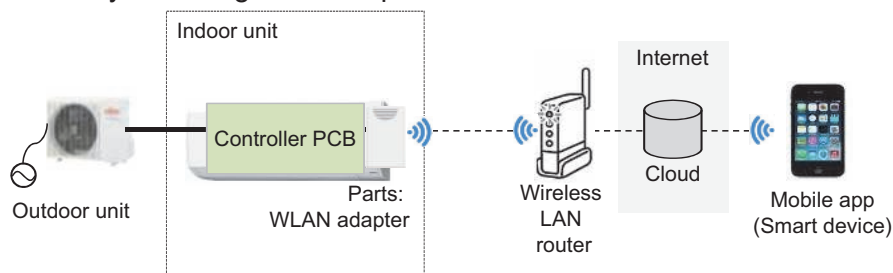 Indoor unit
Internet
Controller PCB
Cloud
Outdoor unit
Parts:
WLAN adapter
Wireless
LAN
router
Mobile app
(Smart device)